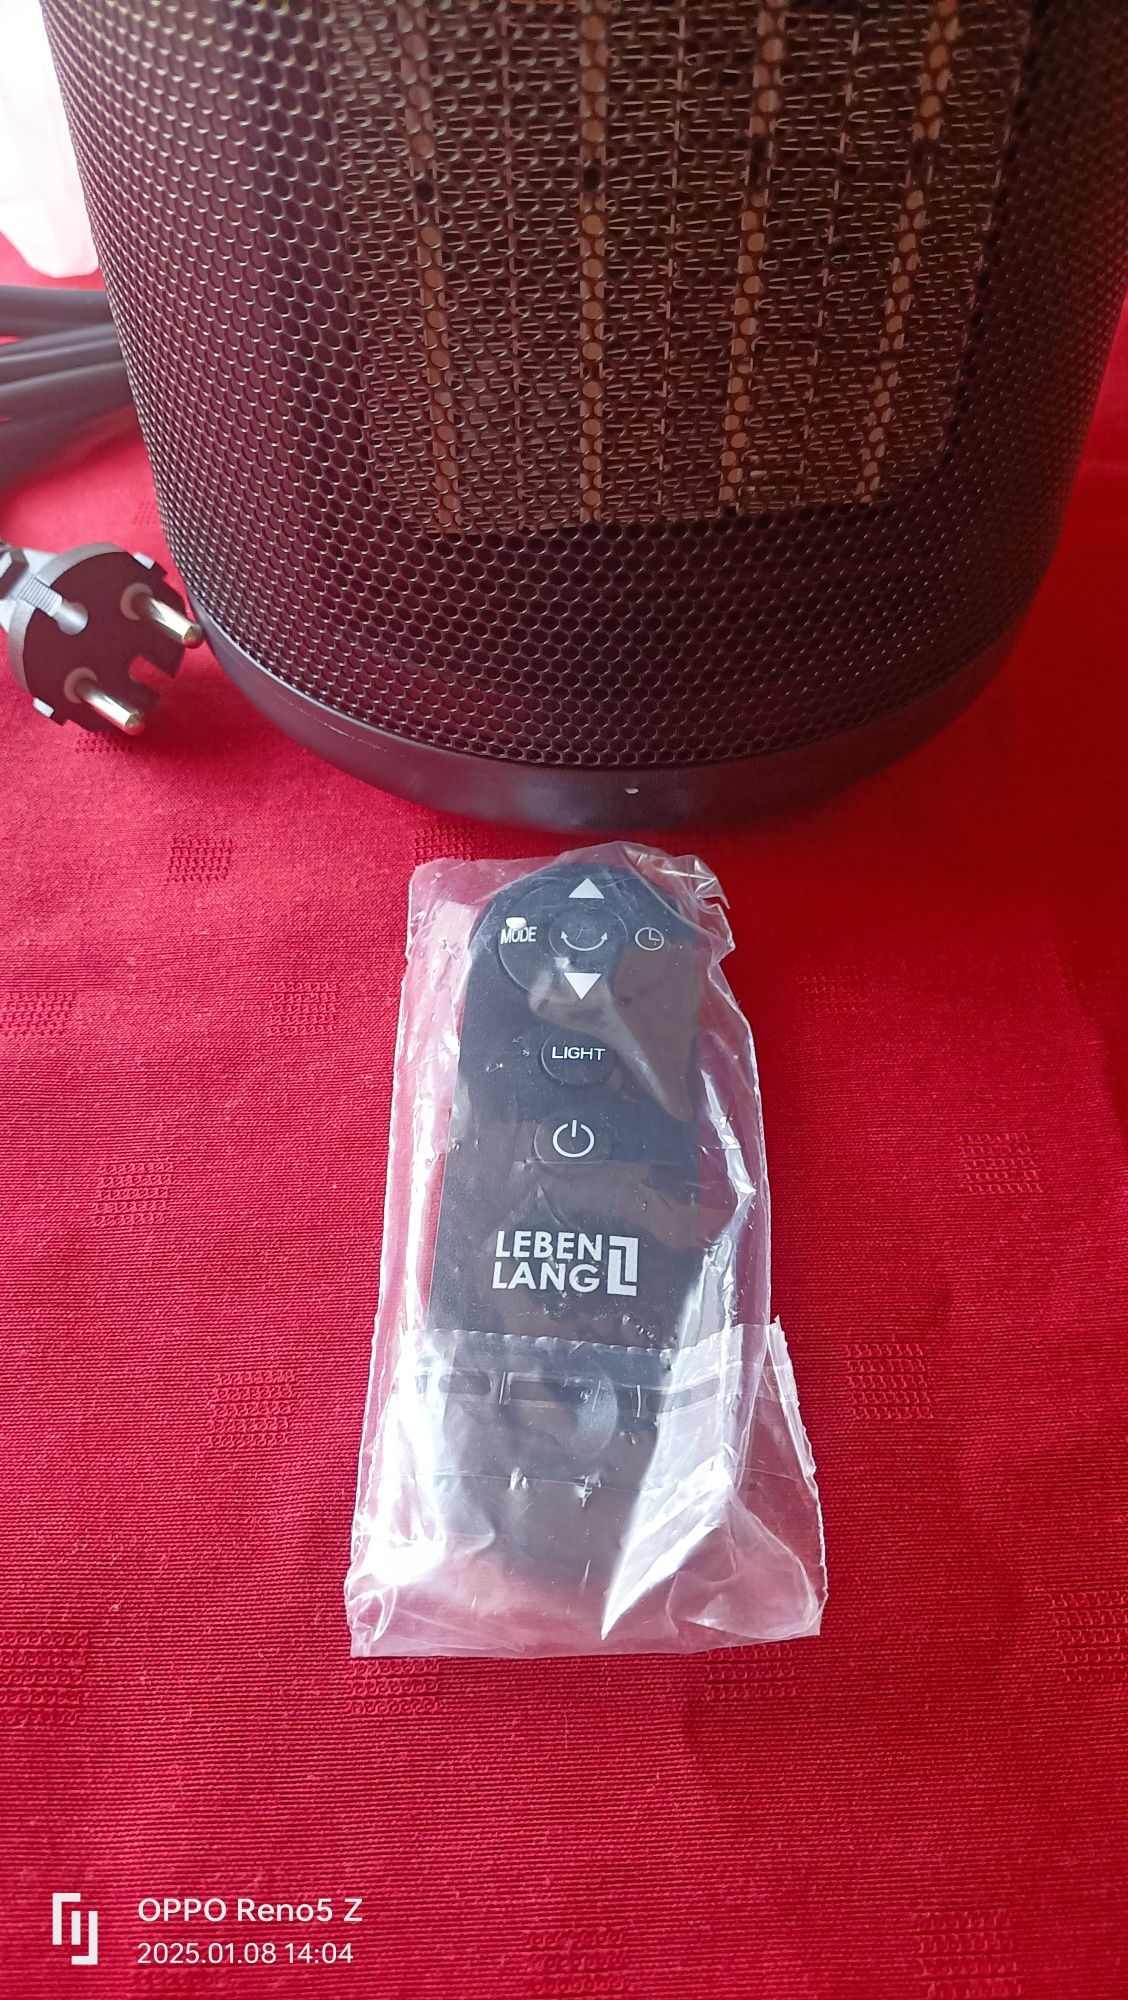 MODE
LIGHT
LEBEN
LANG
OPPO Reno5 Z
2025.01.08 14:04